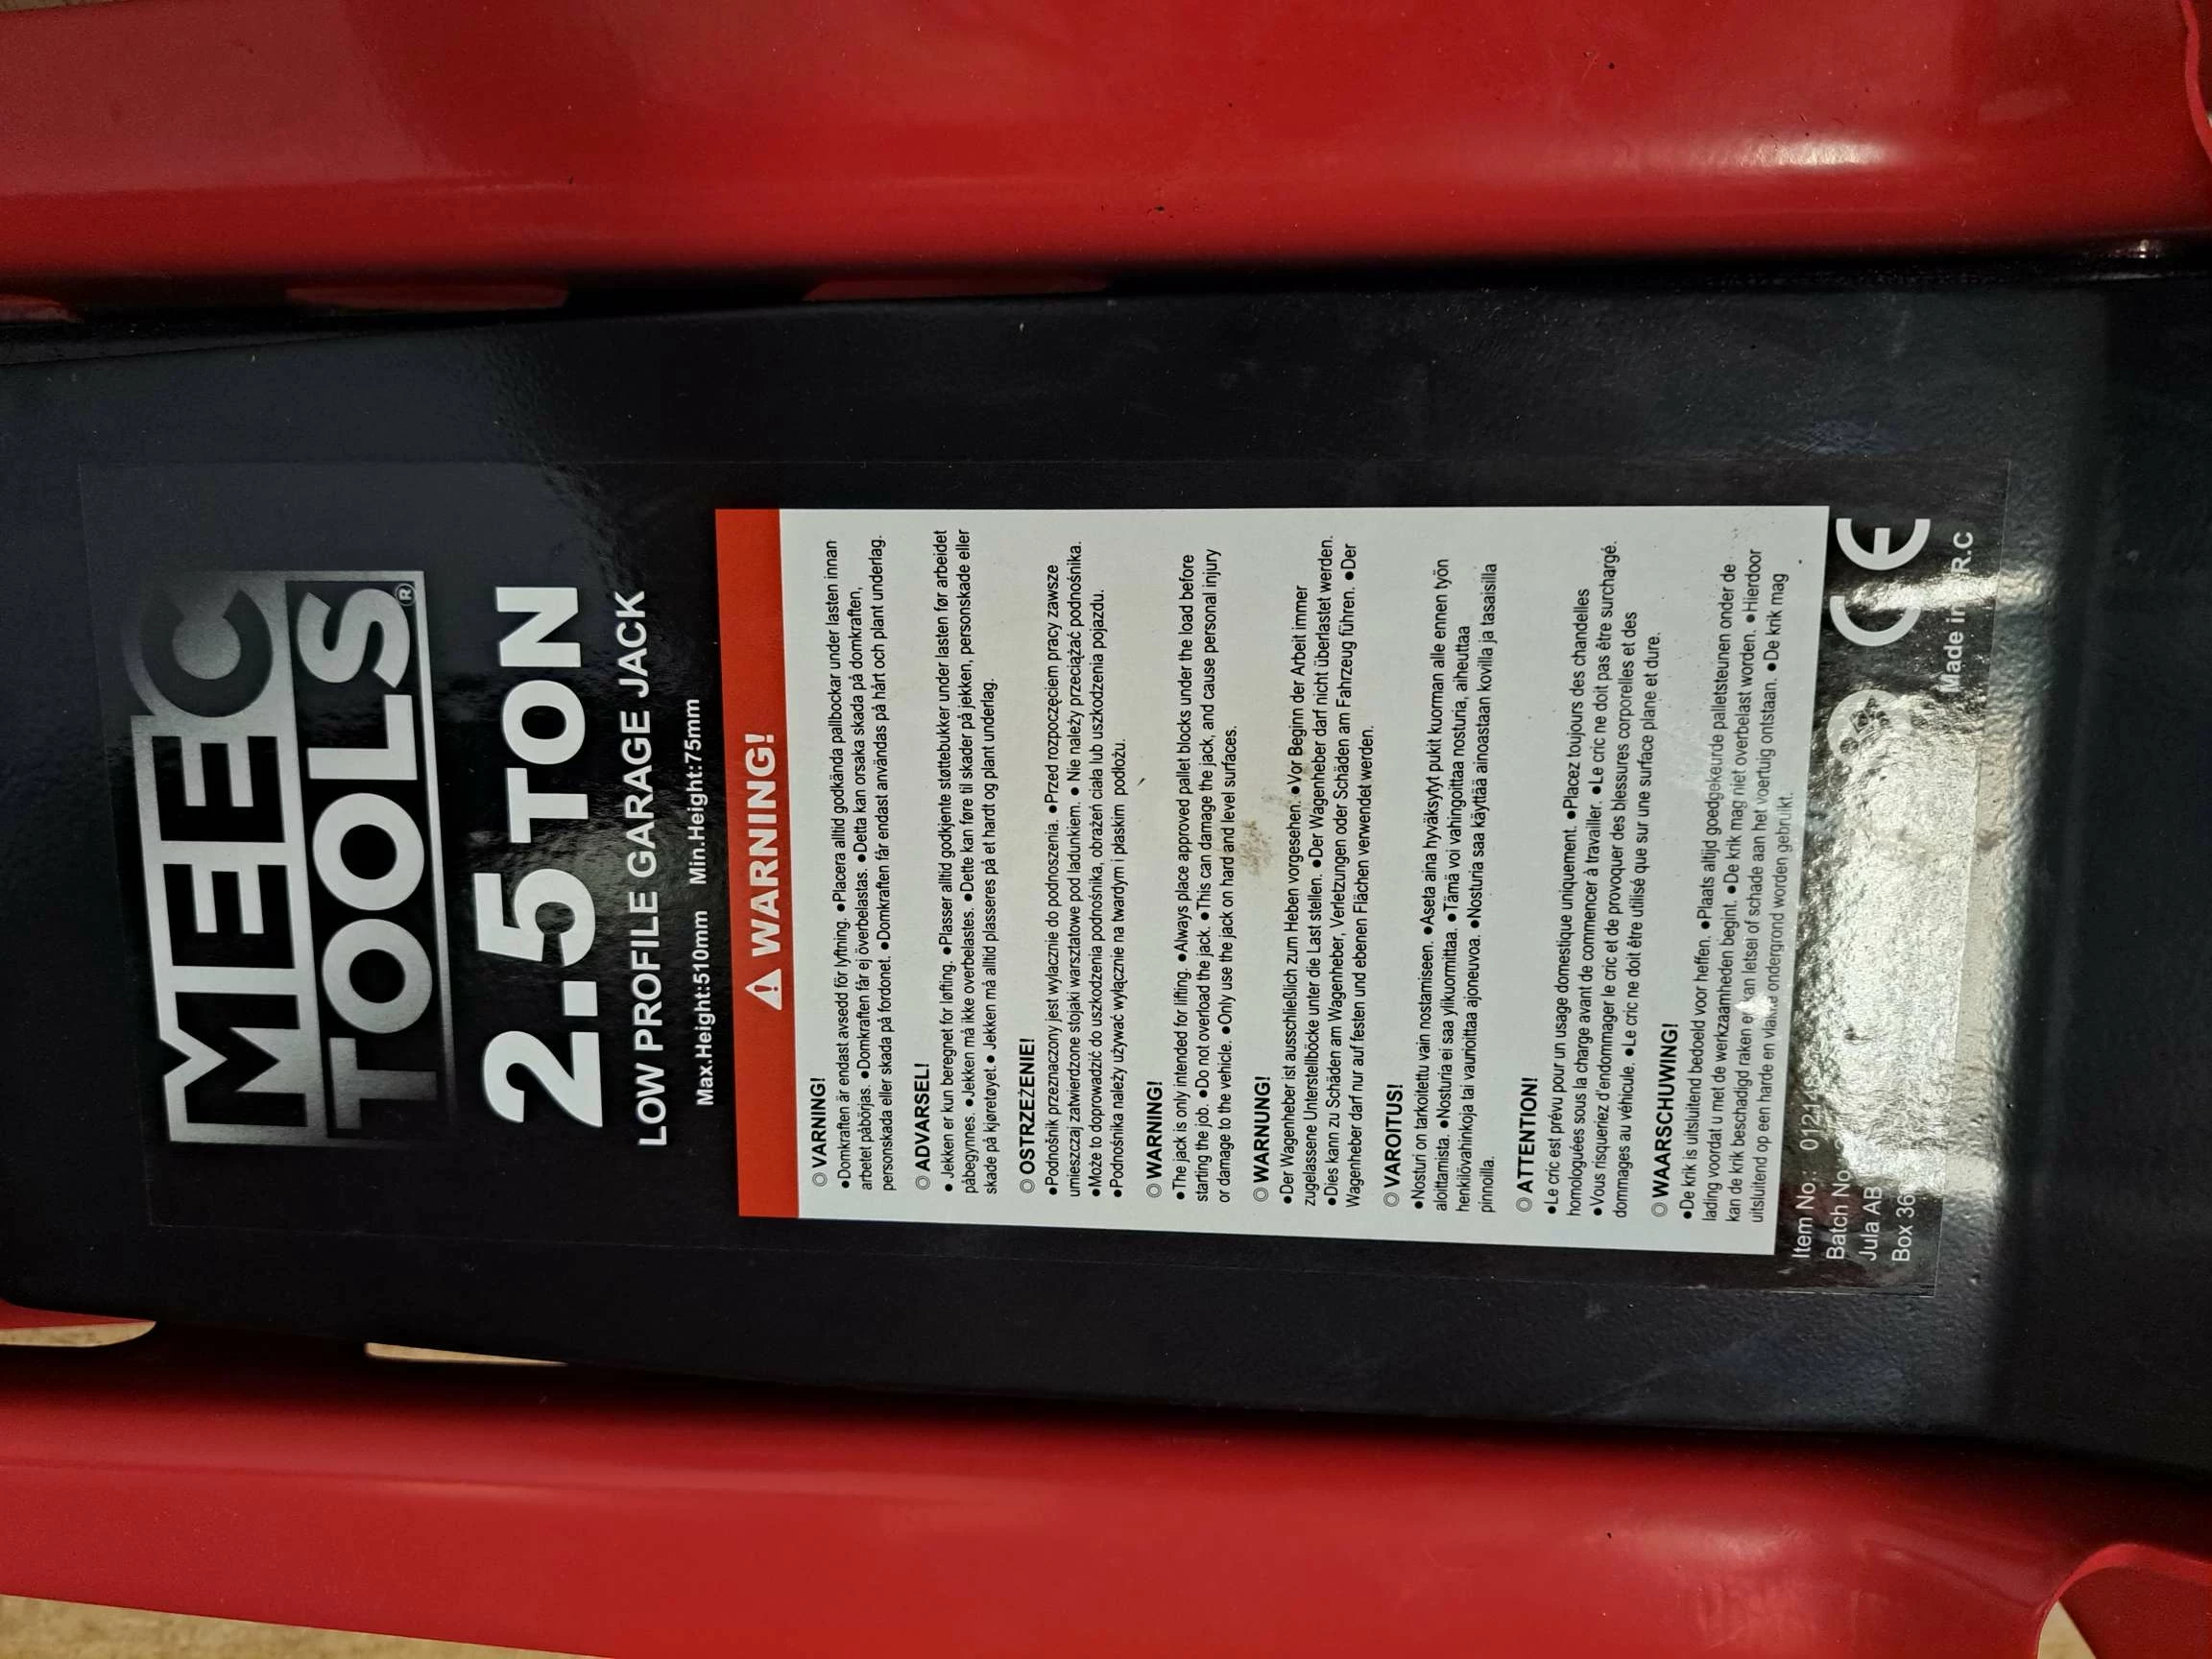 MEEC
TOOLS®
2.5 TON
LOW PROFILE GARAGE JACK
Max.Height:510mm Min.Height:75mm
⚠ WARNING!
◎ VARNING!
●Domkraften är endast avsedd för lyftning. ●Placera alltid godkända pallbockar under lasten innan
arbetet påbörjas. ●Domkraften får ej överbelastas. ●Detta kan orsaka skada på domkraften,
personskada eller skada på fordonet. ●Domkraften får endast användas på hårt och plant underlag.
◎ ADVARSEL!
● Jekken er kun beregnet for løfting. ●Plasser alltid godkjente støttebukker under lasten før arbeidet
påbegynnes. ●Jekken må ikke overbelastes. ●Dette kan føre til skader på jekken, personskade eller
skade på kjøretøyet. ● Jekken må alltid plasseres på et hardt og plant underlag.
◎ OSTRZEŻENIE!
●Podnośnik przeznaczony jest wyłącznie do podnoszenia. ●Przed rozpoczęciem pracy zawsze
umieszczaj zatwierdzone stojaki warsztatowe pod ladunkiem. ● Nie należy przeciążać podnośnika.
●Może to doprowadzić do uszkodzenia podnośnika, obrażeń ciała lub uszkodzenia pojazdu.
●Podnośnika należy używać wyłącznie na twardym i płaskim podłożu.
◎ WARNING!
●The jack is only intended for lifting. ●Always place approved pallet blocks under the load before
starting the job. ●Do not overload the jack. ●This can damage the jack, and cause personal injury
or damage to the vehicle. ●Only use the jack on hard and level surfaces.
◎ WARNUNG!
●Der Wagenheber ist ausschließlich zum Heben vorgesehen. ●Vor Beginn der Arbeit immer
zugelassene Unterstellböcke unter die Last stellen. ●Der Wagenheber darf nicht überlastet werden.
●Dies kann zu Schäden am Wagenheber, Verletzungen oder Schäden am Fahrzeug führen. ●Der
Wagenheber darf nur auf festen und ebenen Flächen verwendet werden.
◎ VAROITUS!
●Nosturi on tarkoitettu vain nostamiseen. ●Aseta aina hyväksytyt pukit kuorman alle ennen työn
aloittamista. ●Nosturia ei saa ylikuormittaa. ●Tämä voi vahingoittaa nosturia, aiheuttaa
henkilövahinkoja tai vaurioittaa ajoneuvoa. ●Nosturia saa käyttää ainoastaan kovilla ja tasaisilla
pinnoilla.
◎ ATTENTION!
●Le cric est prévu pour un usage domestique uniquement. ●Placez toujours des chandelles
homologuées sous la charge avant de commencer à travailler. ●Le cric ne doit pas être surchargé.
●Vous risqueriez d'endommager le cric et de provoquer des blessures corporelles et des
dommages au véhicule. ●Le cric ne doit être utilisé que sur une surface plane et dure.
◎ WAARSCHUWING!
●De krik is uitsluitend bedoeld voor heffen. ●Plaats altijd goedgekeurde palletsteunen onder de
lading voordat u met de werkzaamheden begint. ●De krik mag niet overbelast worden. ●Hierdoor
kan de krik beschadigd raken en kan letsel of schade aan het voertuig ontstaan. ●De krik mag
uitsluitend op een harde en vlakke ondergrond worden gebruikt.
Item No.:
Batch No
Jula AB
Box 36
CE
Made in R.C